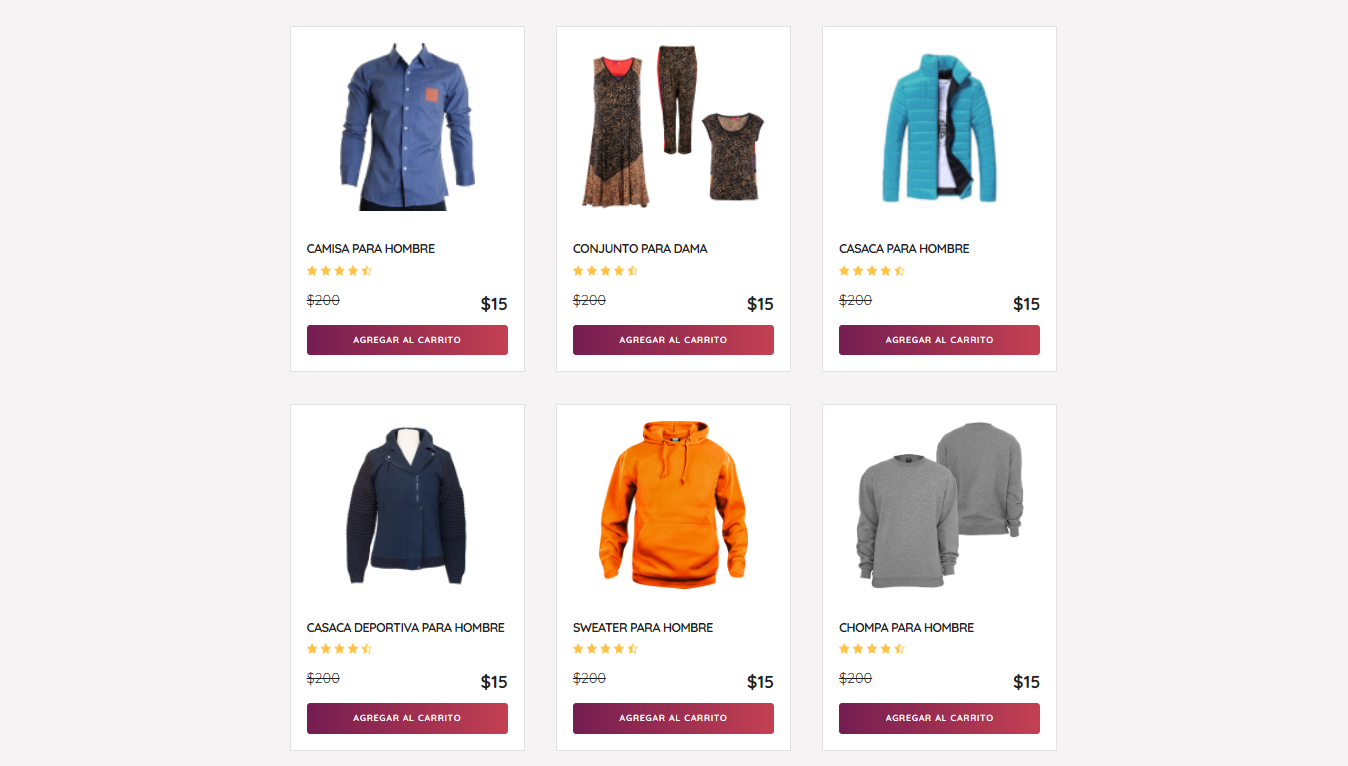 CAMISA PARA HOMBRE
$200
$15
AGREGAR AL CARRITO
CONJUNTO PARA DAMA
$200
$15
AGREGAR AL CARRITO
CASACA PARA HOMBRE
$200
$15
AGREGAR AL CARRITO
CASACA DEPORTIVA PARA HOMBRE
$200
$15
AGREGAR AL CARRITO
SWEATER PARA HOMBRE
$200
$15
AGREGAR AL CARRITO
CHOMPA PARA HOMBRE
$200
$15
AGREGAR AL CARRITO